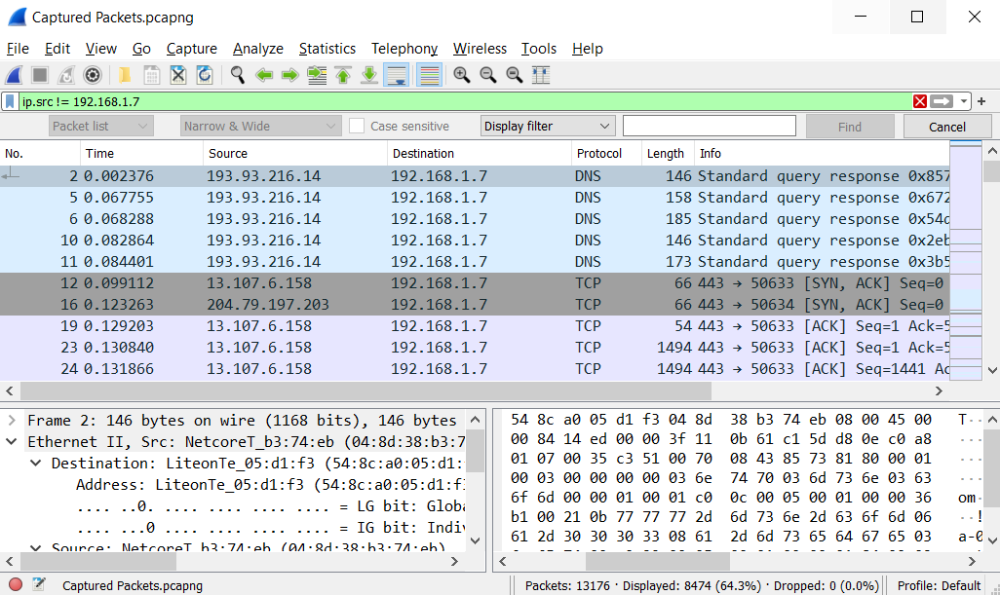 Captured Packets.pcapng
File Edit View Go Capture Analyze Statistics Telephony Wireless Tools Help
ip.src != 192.168.1.7
Packet list Narrow & Wide Case sensitive Display filter Find Cancel
No. Time Source Destination Protocol Length Info
2 0.002376 193.93.216.14 192.168.1.7 DNS 146 Standard query response 0x857
5 0.067755 193.93.216.14 192.168.1.7 DNS 158 Standard query response 0x672
6 0.068288 193.93.216.14 192.168.1.7 DNS 185 Standard query response 0x54d
10 0.082864 193.93.216.14 192.168.1.7 DNS 146 Standard query response 0x2eb
11 0.084401 193.93.216.14 192.168.1.7 DNS 173 Standard query response 0x3b5
12 0.099112 13.107.6.158 192.168.1.7 TCP 66 443 → 50633 [SYN, ACK] Seq=0
16 0.123263 204.79.197.203 192.168.1.7 TCP 66 443 → 50634 [SYN, ACK] Seq=0
19 0.129203 13.107.6.158 192.168.1.7 TCP 54 443 → 50633 [ACK] Seq=1 Ack=5
23 0.130840 13.107.6.158 192.168.1.7 TCP 1494 443 → 50633 [ACK] Seq=1 Ack=5
24 0.131866 13.107.6.158 192.168.1.7 TCP 1494 443 → 50633 [ACK] Seq=1441 Ac
Frame 2: 146 bytes on wire (1168 bits), 146 bytes
Ethernet II, Src: NetcoreT_b3:74:eb (04:8d:38:b3:7
Destination: LiteonTe_05:d1:f3 (54:8c:a0:05:d1:
Address: LiteonTe_05:d1:f3 (54:8c:a0:05:d1:f
.... ..0. .... .... .... .... = LG bit: Globa
.... ...0 .... .... .... .... = IG bit: Indiv
Source: NetcoreT_b3:74:eb (04:8d:38:b3:74:eb)
54 8c a0 05 d1 f3 04 8d 38 b3 74 eb 08 00 45 00 T··
00 84 14 ed 00 00 3f 11 0b 61 c1 5d d8 0e c0 a8 ···
01 07 00 35 c3 51 00 70 08 43 85 73 81 80 00 01 ···
00 03 00 00 00 00 03 6e 74 70 03 6d 73 6e 03 63 ···
6f 6d 00 00 01 00 01 c0 0c 00 05 00 01 00 00 36 om·
b1 00 21 0b 77 77 77 2d 6d 73 6e 2d 63 6f 6d 06 ··!
61 2d 30 30 30 33 08 61 2d 6d 73 65 64 67 65 03 a-0
Captured Packets.pcapng Packets: 13176 · Displayed: 8474 (64.3%) · Dropped: 0 (0.0%) Profile: Default